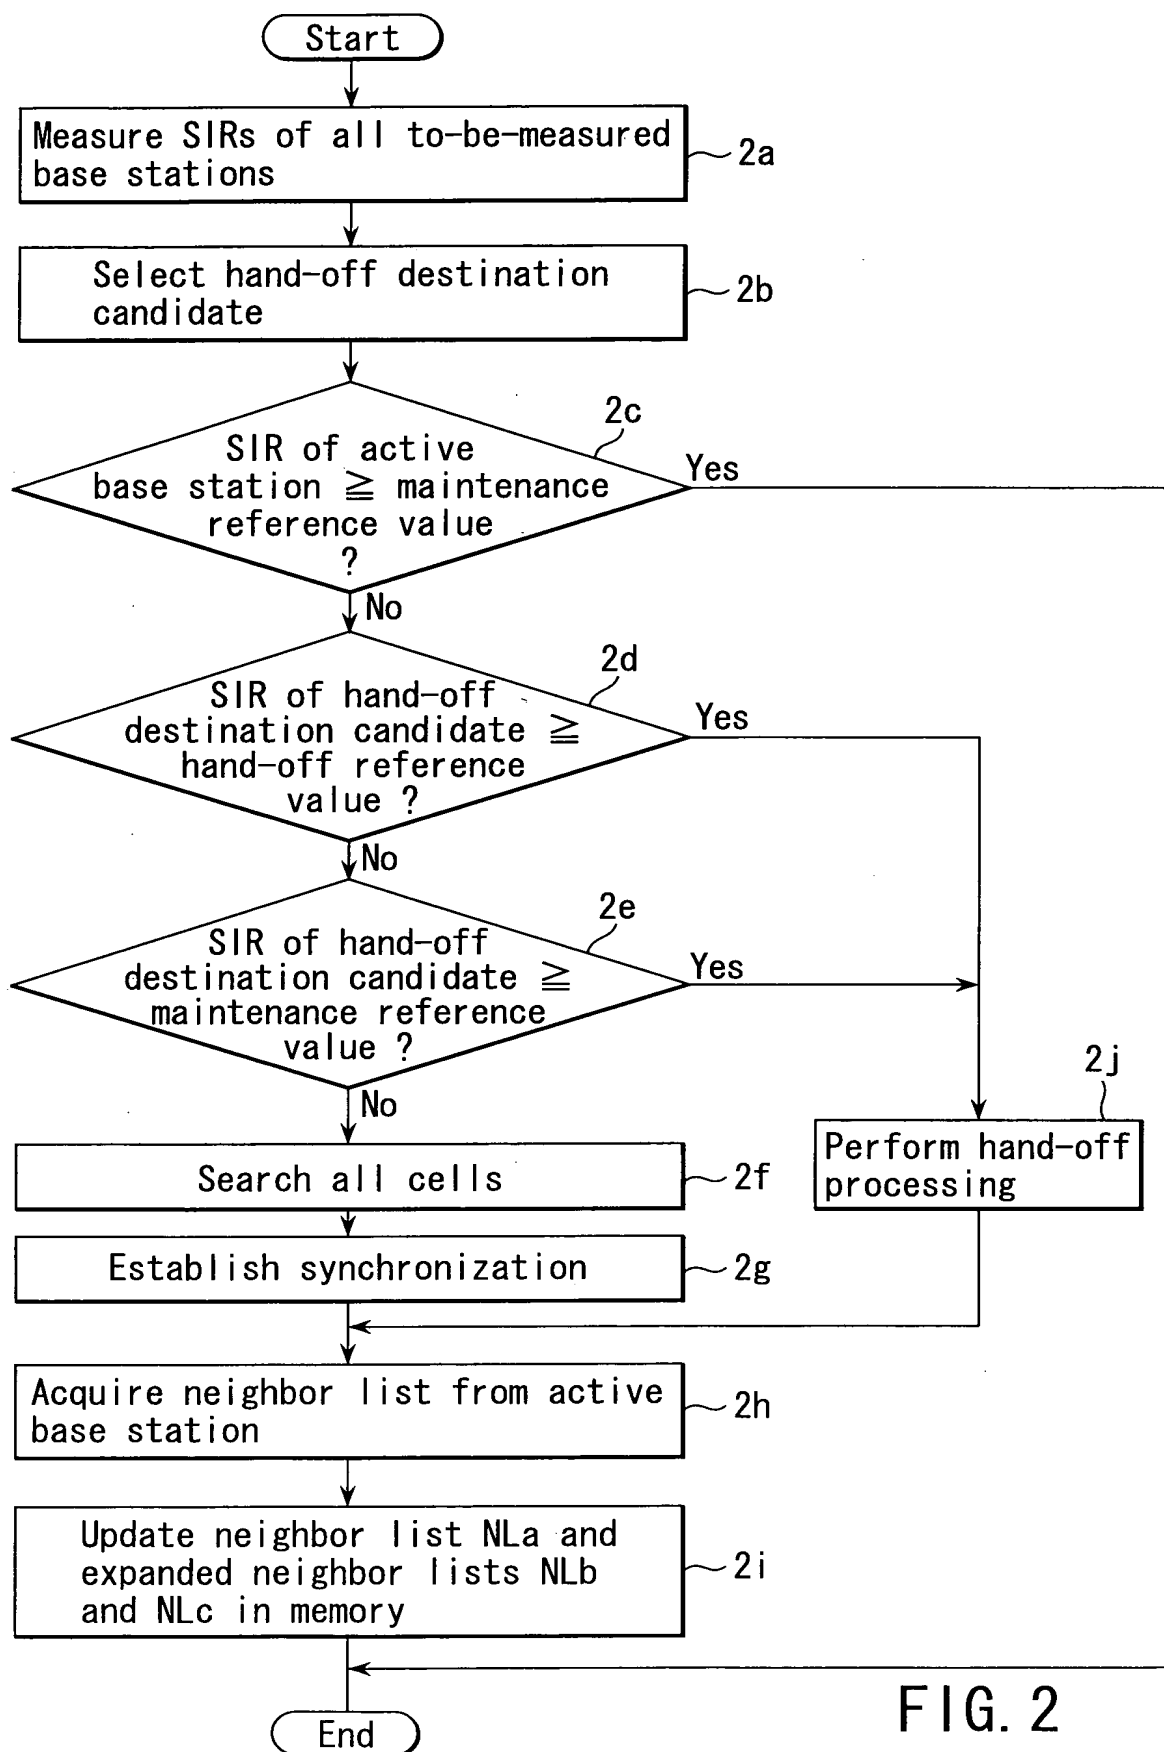 Start
Measure SIRs of all to-be-measured
base stations
2a
Select hand-off destination
candidate
2b
2c
SIR of active
base station ≧ maintenance
reference value
?
Yes
No
2d
SIR of hand-off
destination candidate ≧
hand-off reference
value ?
Yes
No
2e
SIR of hand-off
destination candidate ≧
maintenance reference
value ?
Yes
No
2j
Perform hand-off
processing
Search all cells
2f
Establish synchronization
2g
Acquire neighbor list from active
base station
2h
Update neighbor list NLa and
expanded neighbor lists NLb
and NLc in memory
2i
End
FIG. 2